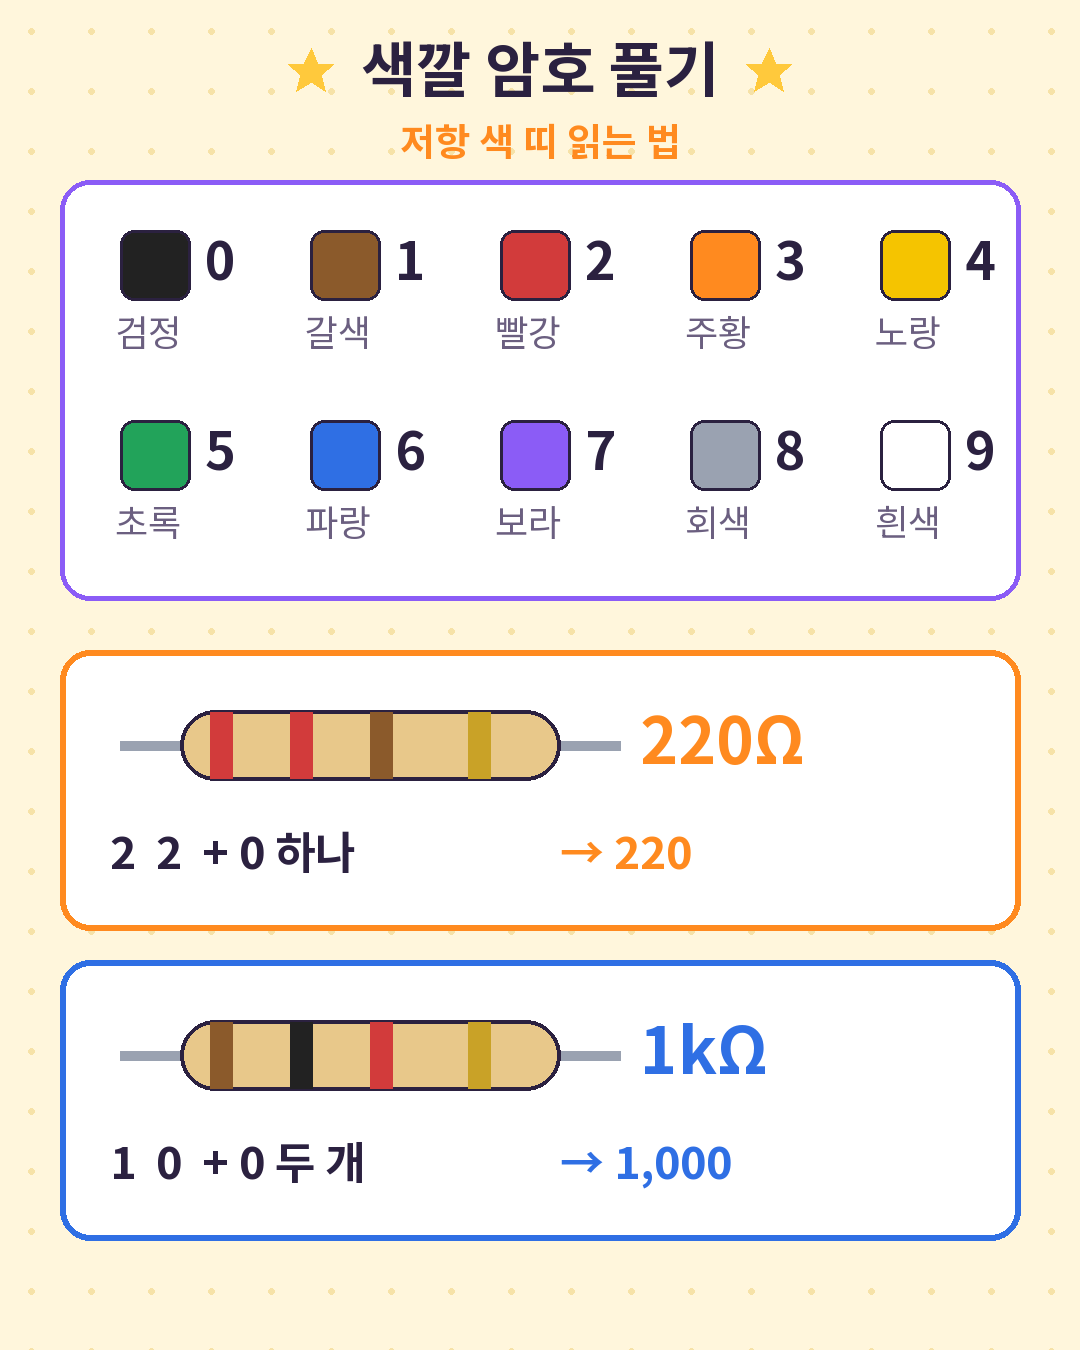 색깔 암호 풀기
저항 색 띠 읽는 법
0 1 2 3 4
검정 갈색 빨강 주황 노랑
5 6 7 8 9
초록 파랑 보라 회색 흰색
220Ω
2 2 + 0 하나 → 220
1kΩ
1 0 + 0 두 개 → 1,000